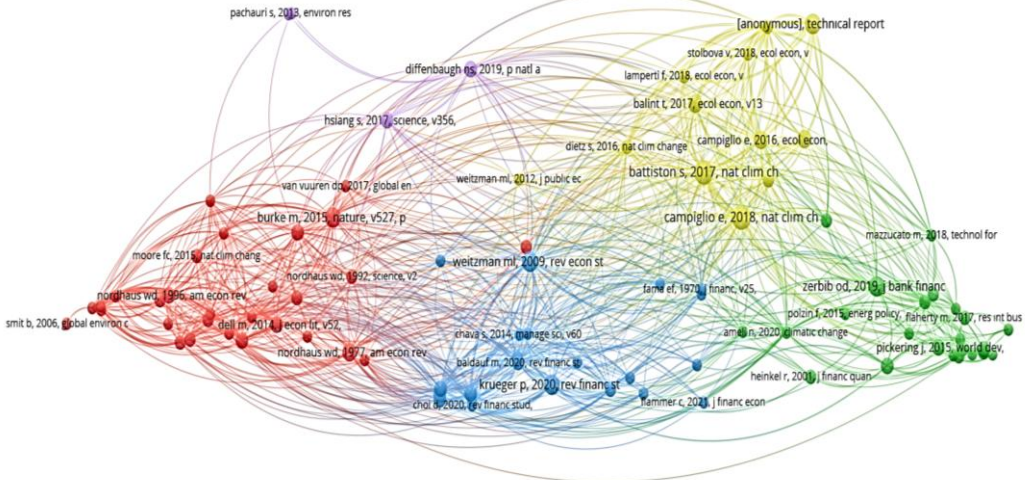 pachauri s, 2013, environ res
[anonymous], technical report
stolbova v, 2018, ecol econ, v
diffenbaugh ns, 2019, p natl a
lamperti f, 2018, ecol econ, v
balint t, 2017, ecol econ, v13
hsiang s, 2017, science, v356,
campiglio e, 2016, ecol econ,
dietz s, 2016, nat clim change
battiston s, 2017, nat clim ch
weitzman ml, 2012, j public ec
van vuuren dp, 2017, global en
burke m, 2015, nature, v527, p
campiglio e, 2018, nat clim ch
mazzucato m, 2018, technol for
moore fc, 2015, nat clim chang
weitzman ml, 2009, rev econ st
nordhaus wd, 1992, science, v2
fama ef, 1970, j financ, v25,
zerbib od, 2019, j bank financ
nordhaus wd, 1996, am econ rev
polzin f, 2015, energ policy,
flaherty m, 2017, res int bus
smit b, 2006, global environ c
dell m, 2014, j econ lit, v52,
chava s, 2014, manage sci, v60
ameli n, 2020, climatic change
pickering j, 2015, world dev,
nordhaus wd, 1977, am econ rev
baldauf m, 2020, rev financ st
heinkel r, 2001, j financ quan
krueger p, 2020, rev financ st
choi d, 2020, rev financ stud,
flammer c, 2021, j financ econ